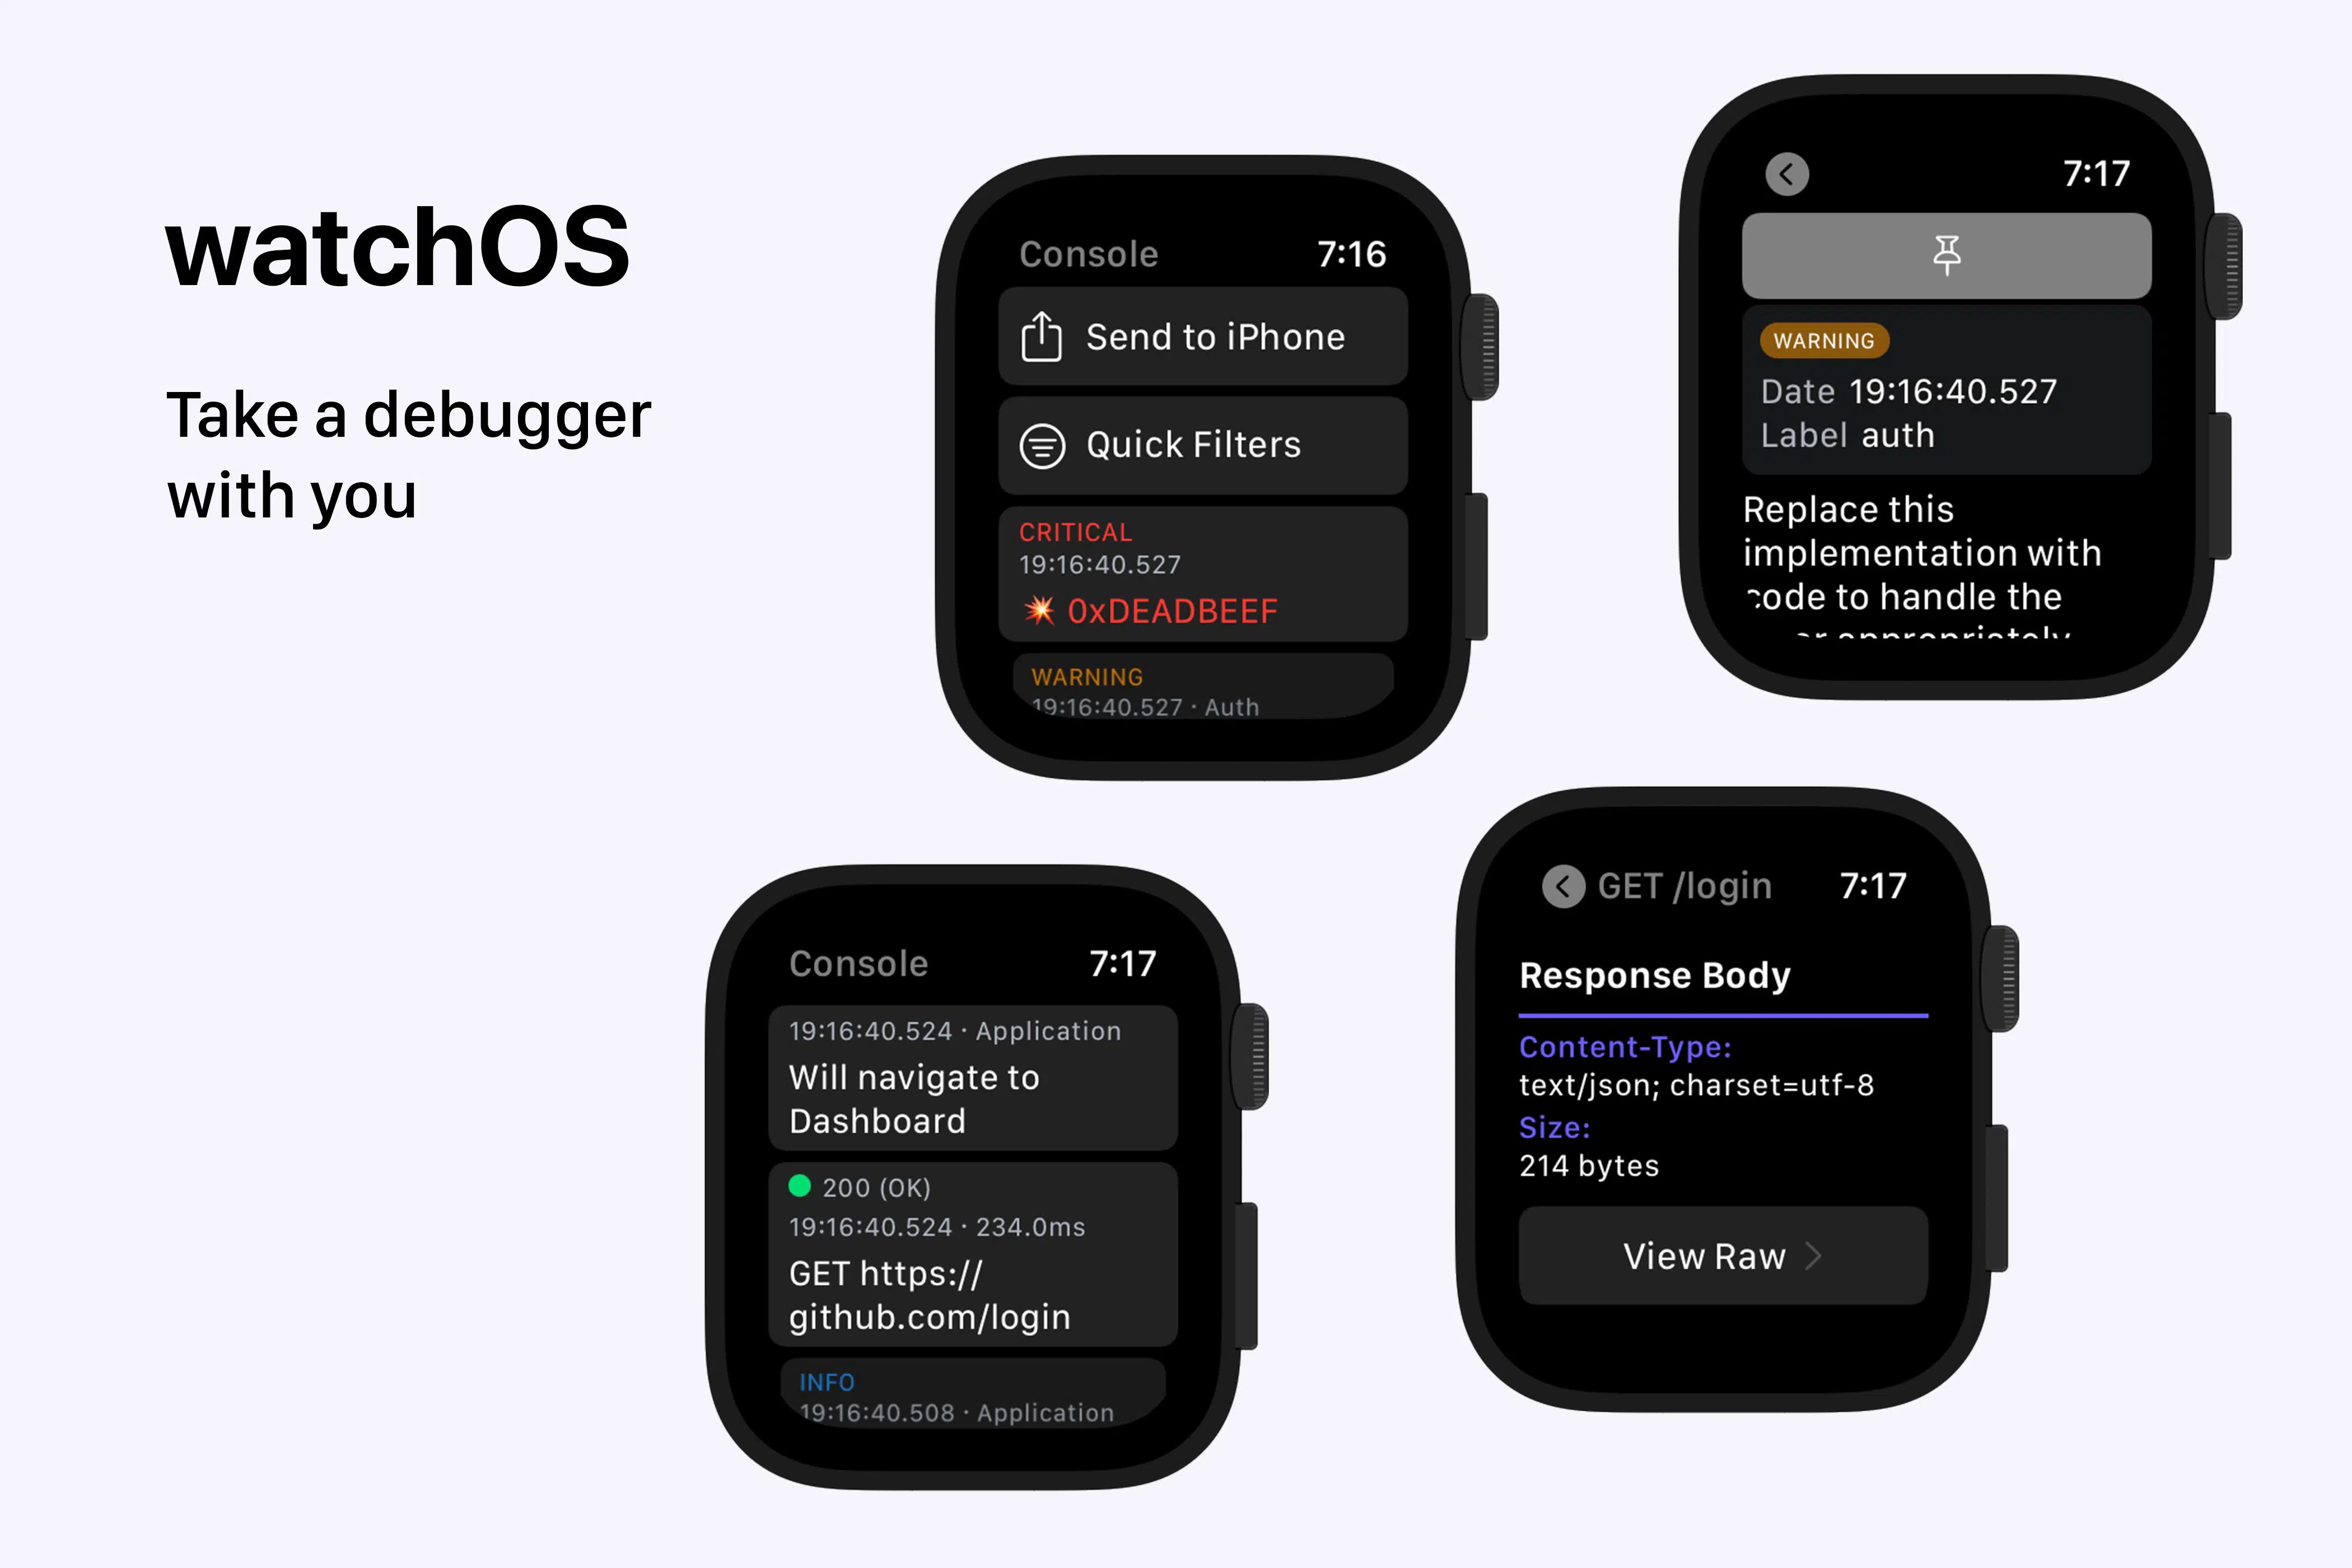 watchOS
Take a debugger
with you
Console 7:16
Send to iPhone
Quick Filters
CRITICAL
19:16:40.527
💥 0xDEADBEEF
WARNING
19:16:40.527 · Auth
7:17
WARNING
Date 19:16:40.527
Label auth
Replace this
implementation with
code to handle the
appropriately
Console 7:17
19:16:40.524 · Application
Will navigate to
Dashboard
200 (OK)
19:16:40.524 · 234.0ms
GET https://
github.com/login
INFO
19:16:40.508 · Application
GET /login 7:17
Response Body
Content-Type:
text/json; charset=utf-8
Size:
214 bytes
View Raw